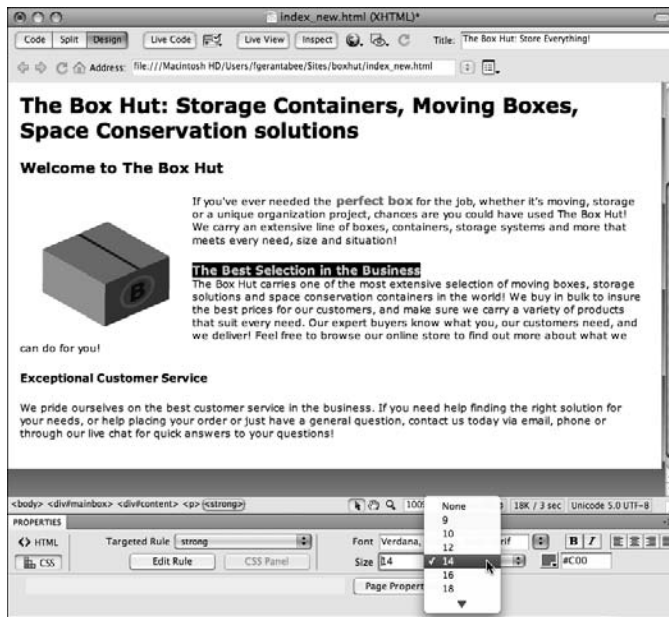 index_new.html (XHTML)*
Code Split Design Live Code Live View Inspect Title: The Box Hut: Store Everything!
Address: file:///Macintosh HD/Users/fgerantabee/Sites/boxhut/index_new.html
The Box Hut: Storage Containers, Moving Boxes,
Space Conservation solutions
Welcome to The Box Hut
If you've ever needed the perfect box for the job, whether it's moving, storage
or a unique organization project, chances are you could have used The Box Hut!
We carry an extensive line of boxes, containers, storage systems and more that
meets every need, size and situation!
B
The Best Selection in the Business
The Box Hut carries one of the most extensive selection of moving boxes, storage
solutions and space conservation containers in the world! We buy in bulk to insure
the best prices for our customers, and make sure we carry a variety of products
that suit every need. Our expert buyers know what you, our customers need, and
we deliver! Feel free to browse our online store to find out more about what we
can do for you!
Exceptional Customer Service
We pride ourselves on the best customer service in the business. If you need help finding the right solution for
your needs, or help placing your order or just have a general question, contact us today via email, phone or
through our live chat for quick answers to your questions!
<body> <div#mainbox> <div#content> <p> <strong> 18K / 3 sec Unicode 5.0 UTF-8
PROPERTIES
<> HTML Targeted Rule strong Font Verdana, B I
CSS Edit Rule CSS Panel Size 14 #C00
Page
None
9
10
12
✓ 14
16
18